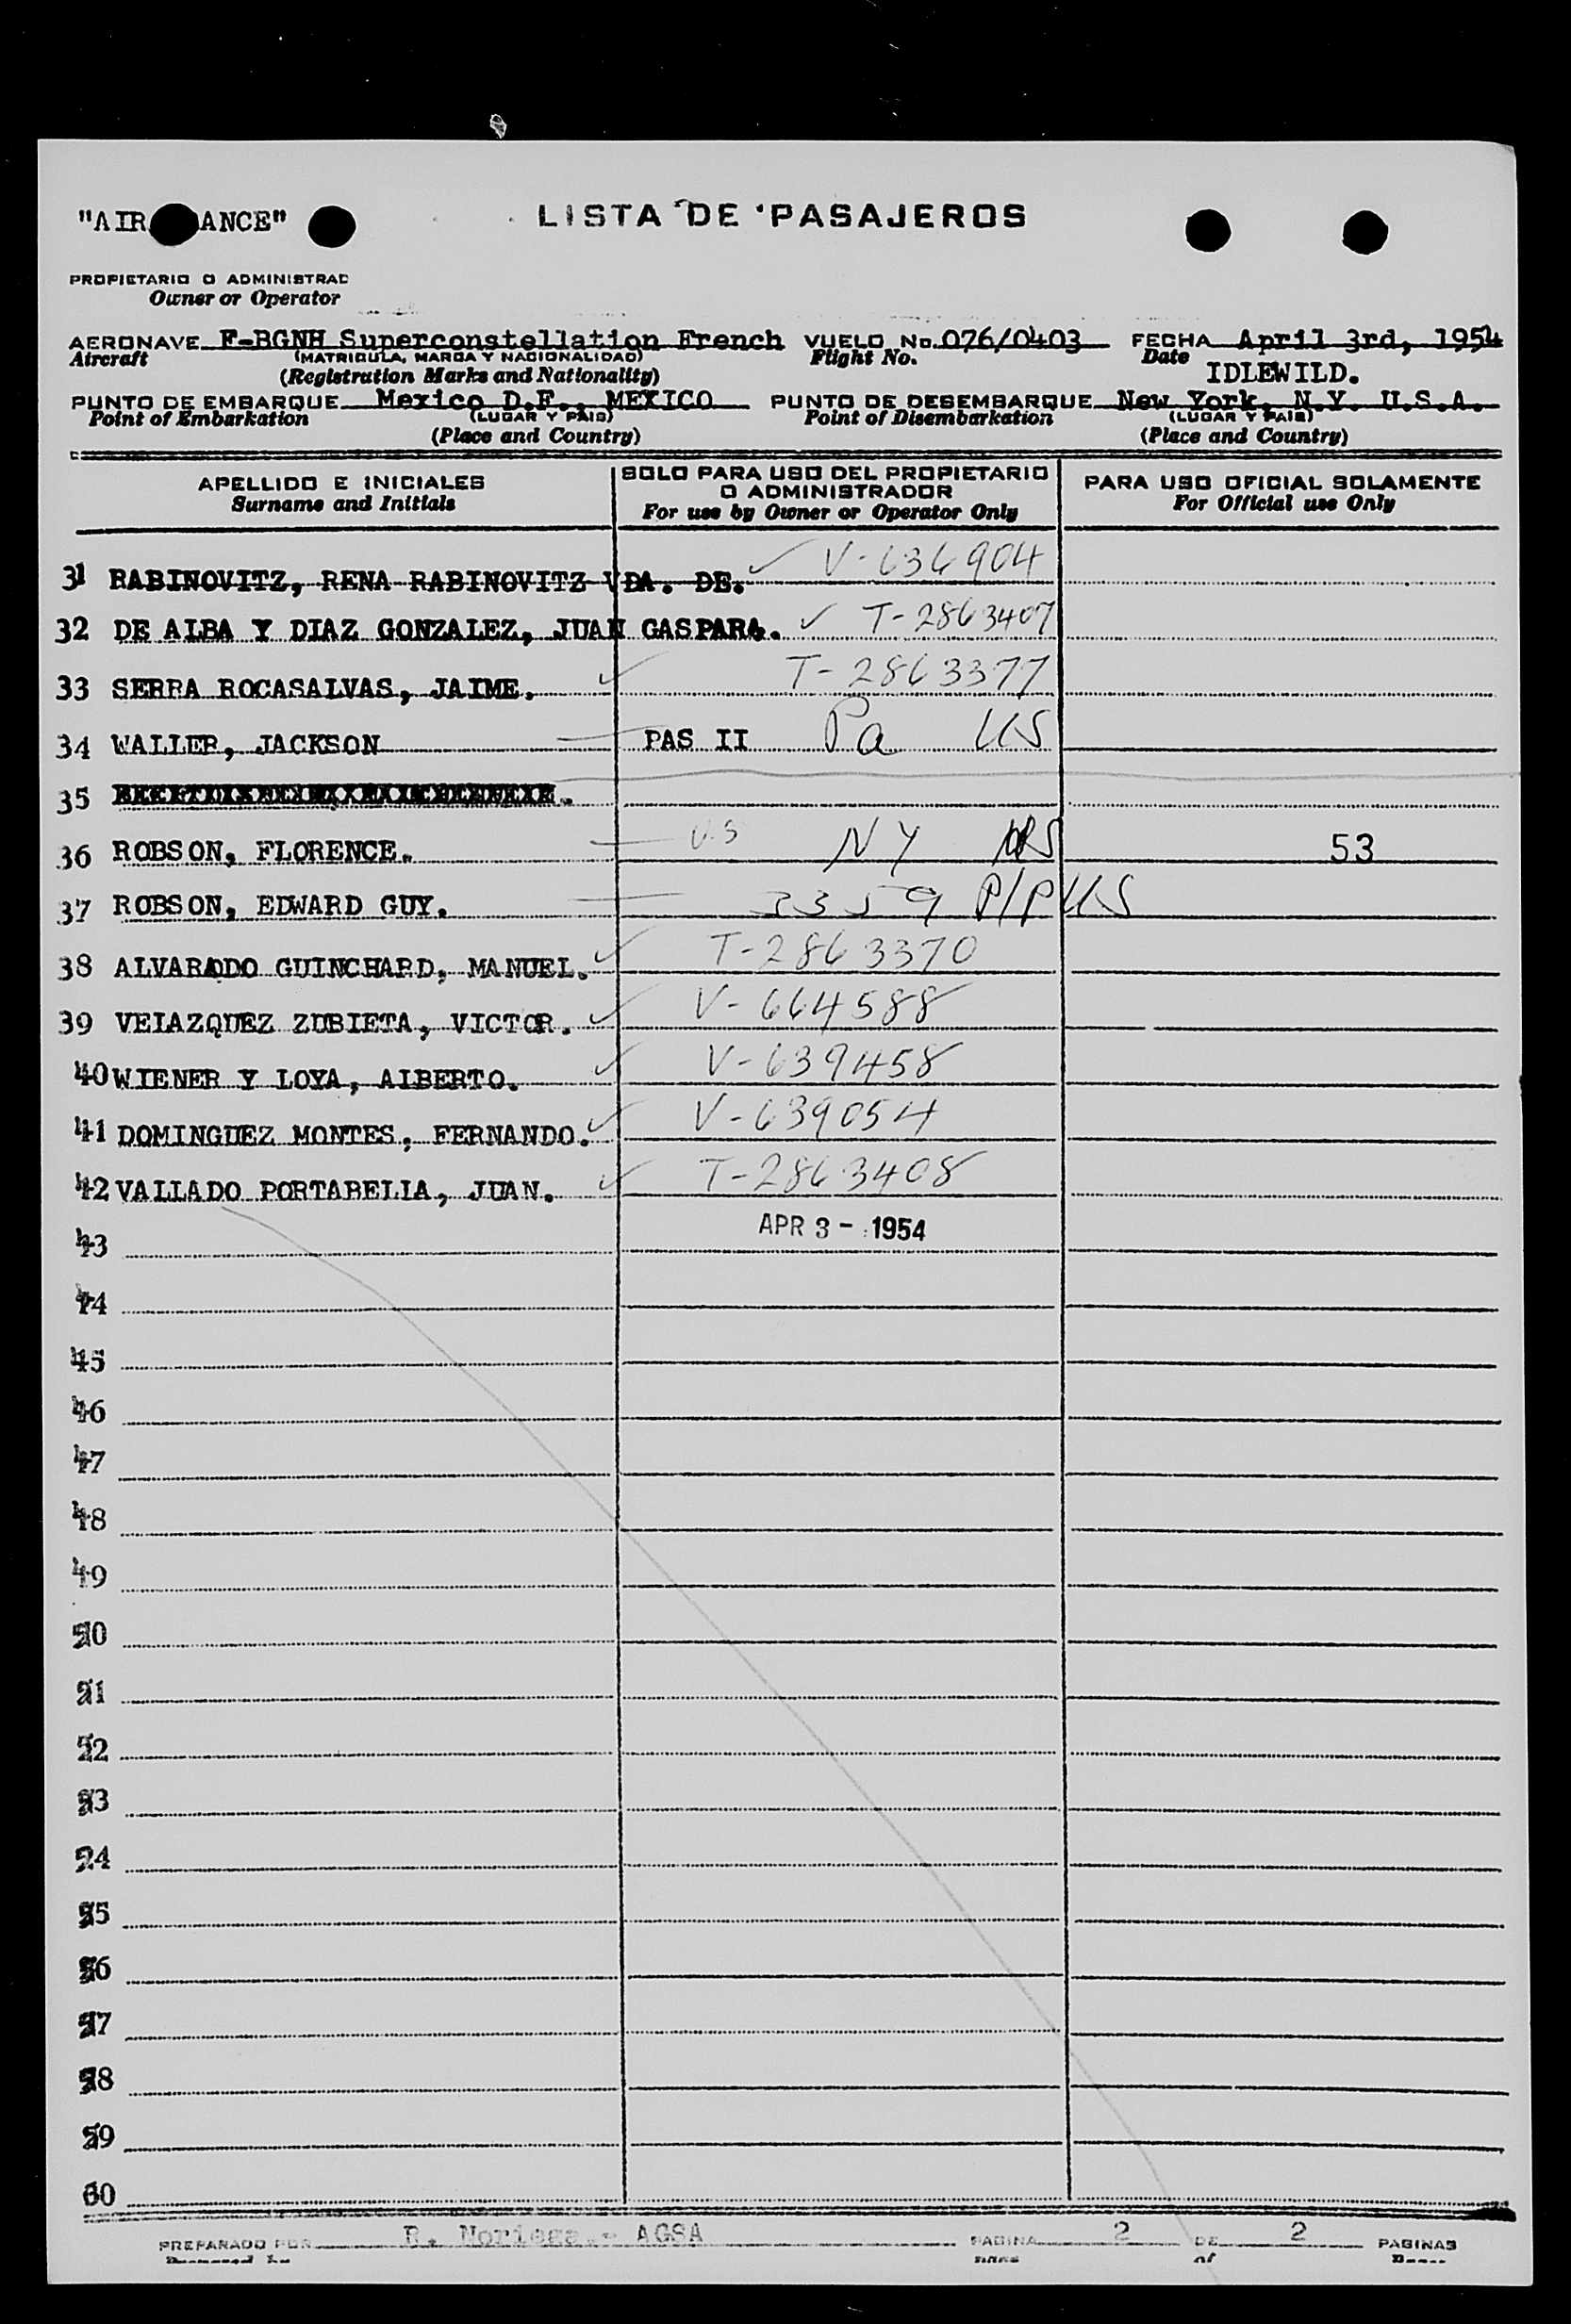 "AIR ANCE" LISTA DE PASAJEROS
PROPIETARIO O ADMINISTRAD
Owner or Operator
AERONAVE F-BGNH Superconstellation French VUELO No. 076/0403 FECHA April 3rd, 1954
Aircraft (MATRICULA, MARCA Y NACIONALIDAD) Flight No. Date
(Registration Marks and Nationality) IDLEWILD.
PUNTO DE EMBARQUE Mexico D.F., MEXICO PUNTO DE DESEMBARQUE New York, N.Y. U.S.A.
Point of Embarkation (LUGAR Y PAIS) Point of Disembarkation (LUGAR Y PAIS)
(Place and Country) (Place and Country)
APELLIDO E INICIALES SOLO PARA USO DEL PROPIETARIO PARA USO OFICIAL SOLAMENTE
Surname and Initials O ADMINISTRADOR For Official use Only
For use by Owner or Operator Only
31 RABINOVITZ, RENA RABINOVITZ VDA. DE. V-636904
32 DE ALBA Y DIAZ GONZALEZ, JUAN GASPAR. T-2863407
33 SERRA ROCASALVAS, JAIME. T-2863377
34 WALLER, JACKSON PAS II Pa US
35
36 ROBSON, FLORENCE. U.S NY 53
37 ROBSON, EDWARD GUY. 3359 P/P US
38 ALVARADO GUINCHARD, MANUEL. T-2863370
39 VELAZQUEZ ZUBIETA, VICTOR. V-664588
40 WIENER Y LOYA, ALBERTO. V-639458
41 DOMINGUEZ MONTES, FERNANDO. V-639054
42 VALLADO PORTABELLA, JUAN. T-2863408
43 APR 3 - 1954
44
45
46
47
48
49
50
51
52
53
54
55
56
57
58
59
60
PREPARADO POR R. Noriega - AGSA PAGINA 2 DE 2 PAGINAS
of